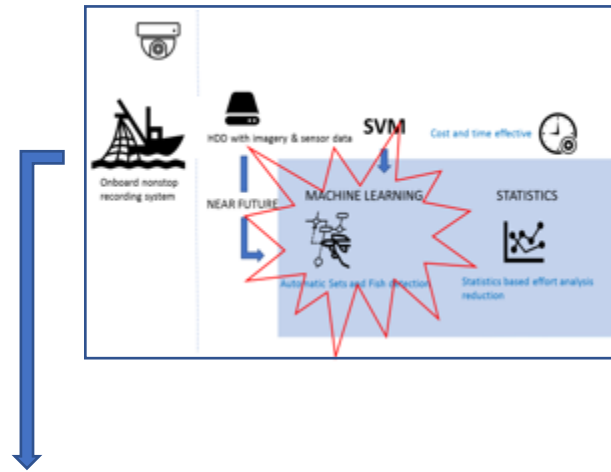 HDD with imagery & sensor data
SVM
Cost and time effective
Onboard nonstop
recording system
NEAR FUTURE
MACHINE LEARNING
STATISTICS
Automatic Sets and Fish detection
Statistics based effort analysis
reduction